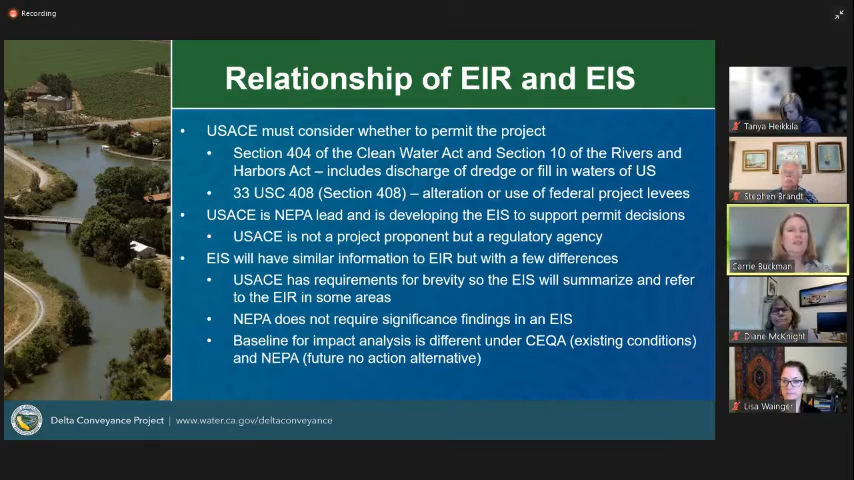 Recording
Relationship of EIR and EIS
• USACE must consider whether to permit the project
• Section 404 of the Clean Water Act and Section 10 of the Rivers and
Harbors Act – includes discharge of dredge or fill in waters of US
• 33 USC 408 (Section 408) – alteration or use of federal project levees
• USACE is NEPA lead and is developing the EIS to support permit decisions
• USACE is not a project proponent but a regulatory agency
• EIS will have similar information to EIR but with a few differences
• USACE has requirements for brevity so the EIS will summarize and refer
to the EIR in some areas
• NEPA does not require significance findings in an EIS
• Baseline for impact analysis is different under CEQA (existing conditions)
and NEPA (future no action alternative)
Delta Conveyance Project | www.water.ca.gov/deltaconveyance
Tanya Heikkila
Stephen Brandt
Carrie Buckman
Diane McKnight
Lisa Wainger